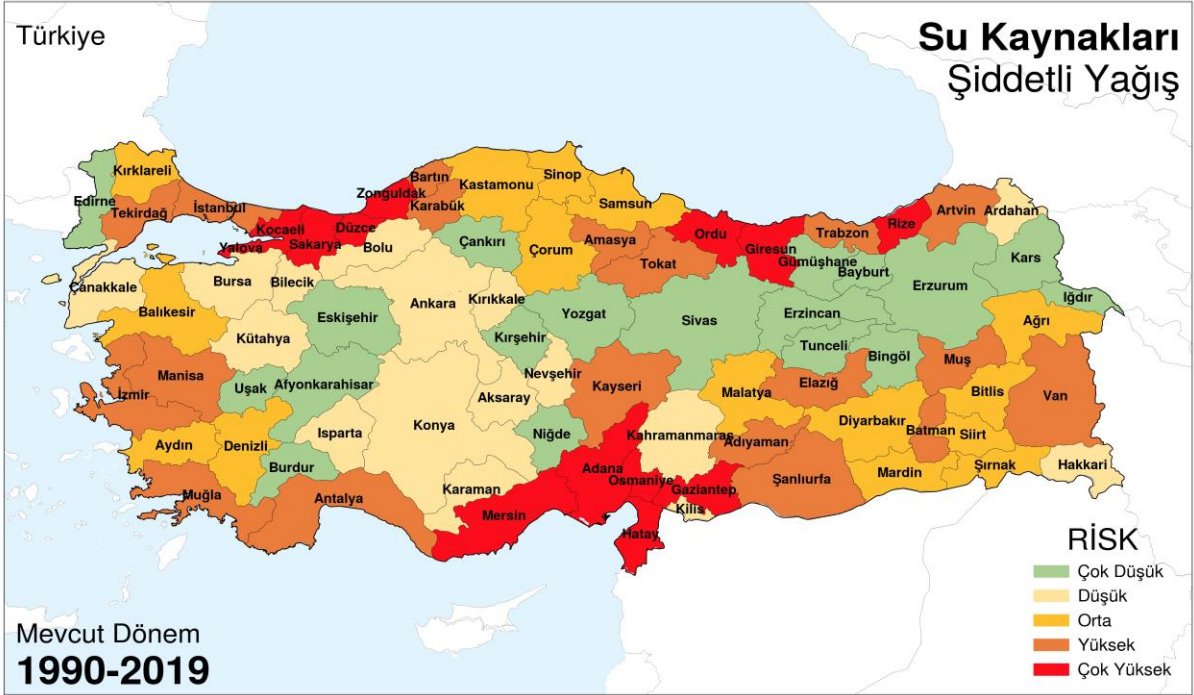 Türkiye
Su Kaynakları
Şiddetli Yağış
Kırklareli
Edirne
Tekirdağ
İstanbul
Kocaeli
Yalova
Sakarya
Düzce
Zonguldak
Bartın
Karabük
Bolu
Kastamonu
Sinop
Samsun
Çankırı
Çorum
Amasya
Tokat
Ordu
Giresun
Gümüşhane
Trabzon
Bayburt
Rize
Artvin
Ardahan
Kars
Iğdır
Erzurum
Ağrı
Çanakkale
Balıkesir
Bursa
Bilecik
Kütahya
Eskişehir
Ankara
Kırıkkale
Kırşehir
Yozgat
Sivas
Erzincan
Tunceli
Bingöl
Muş
Manisa
İzmir
Uşak
Afyonkarahisar
Nevşehir
Aksaray
Kayseri
Malatya
Elazığ
Bitlis
Van
Aydın
Denizli
Isparta
Burdur
Konya
Niğde
Kahramanmaraş
Adıyaman
Diyarbakır
Batman
Siirt
Şırnak
Hakkari
Mardin
Şanlıurfa
Muğla
Antalya
Karaman
Mersin
Adana
Osmaniye
Gaziantep
Kilis
Hatay
RİSK
Çok Düşük
Düşük
Orta
Yüksek
Çok Yüksek
Mevcut Dönem
1990-2019